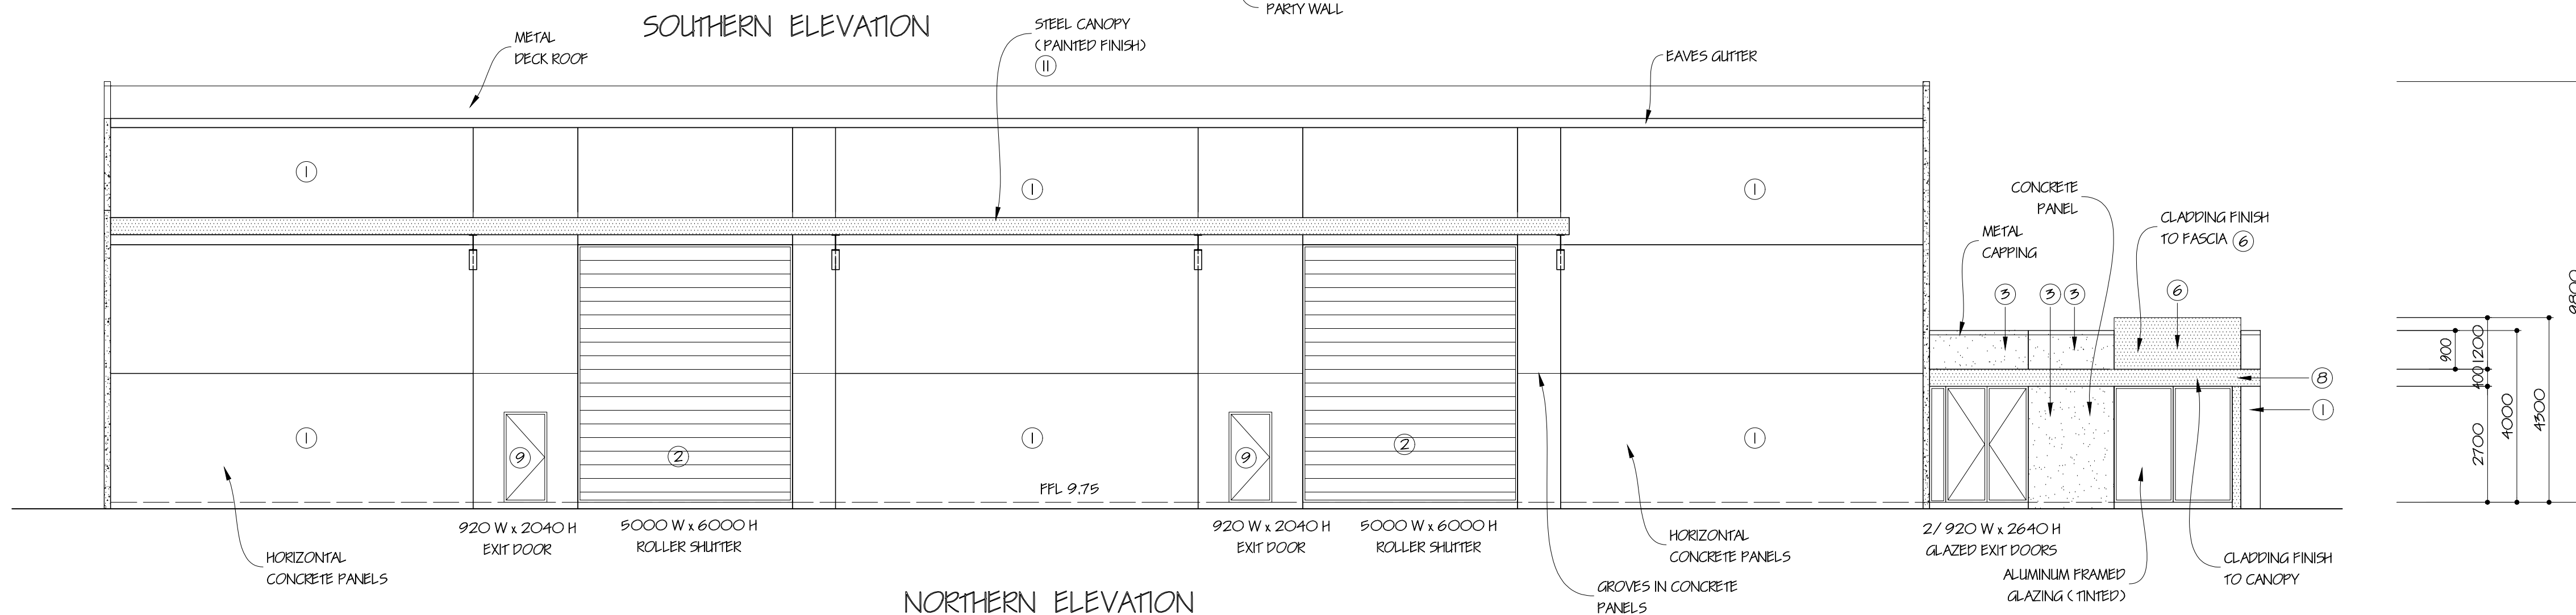 PARTY WALL
SOUTHERN ELEVATION
STEEL CANOPY
( PAINTED FINISH)
11
METAL
DECK ROOF
EAVES GUTTER
1
1
1
CONCRETE
PANEL
CLADDING FINISH
TO FASCIA 6
METAL
CAPPING
3 3 3 6
9800
8
1
900
1200
400
2700
4000
4300
1
1
1
9
2
9
2
FFL 9.75
920 W x 2040 H
EXIT DOOR
5000 W x 6000 H
ROLLER SHUTTER
920 W x 2040 H
EXIT DOOR
5000 W x 6000 H
ROLLER SHUTTER
2/ 920 W x 2640 H
GLAZED EXIT DOORS
HORIZONTAL
CONCRETE PANELS
HORIZONTAL
CONCRETE PANELS
GROVES IN CONCRETE
PANELS
ALUMINUM FRAMED
GLAZING ( TINTED)
CLADDING FINISH
TO CANOPY
NORTHERN ELEVATION